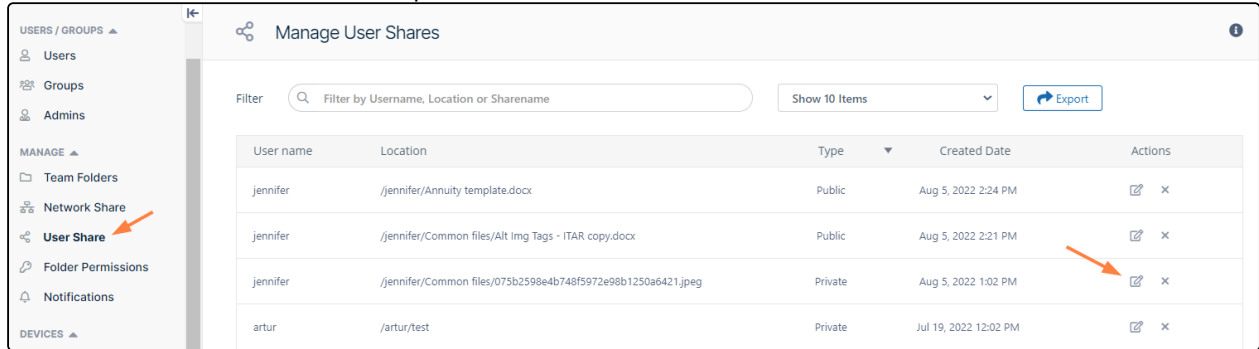 USERS / GROUPS
Users
Groups
Admins
MANAGE
Team Folders
Network Share
User Share
Folder Permissions
Notifications
DEVICES
Manage User Shares
Filter Filter by Username, Location or Sharename Show 10 Items Export
User name Location Type Created Date Actions
jennifer /jennifer/Annuity template.docx Public Aug 5, 2022 2:24 PM
jennifer /jennifer/Common files/Alt Img Tags - ITAR copy.docx Public Aug 5, 2022 2:21 PM
jennifer /jennifer/Common files/075b2598e4b748f5972e98b1250a6421.jpeg Private Aug 5, 2022 1:02 PM
artur /artur/test Private Jul 19, 2022 12:02 PM